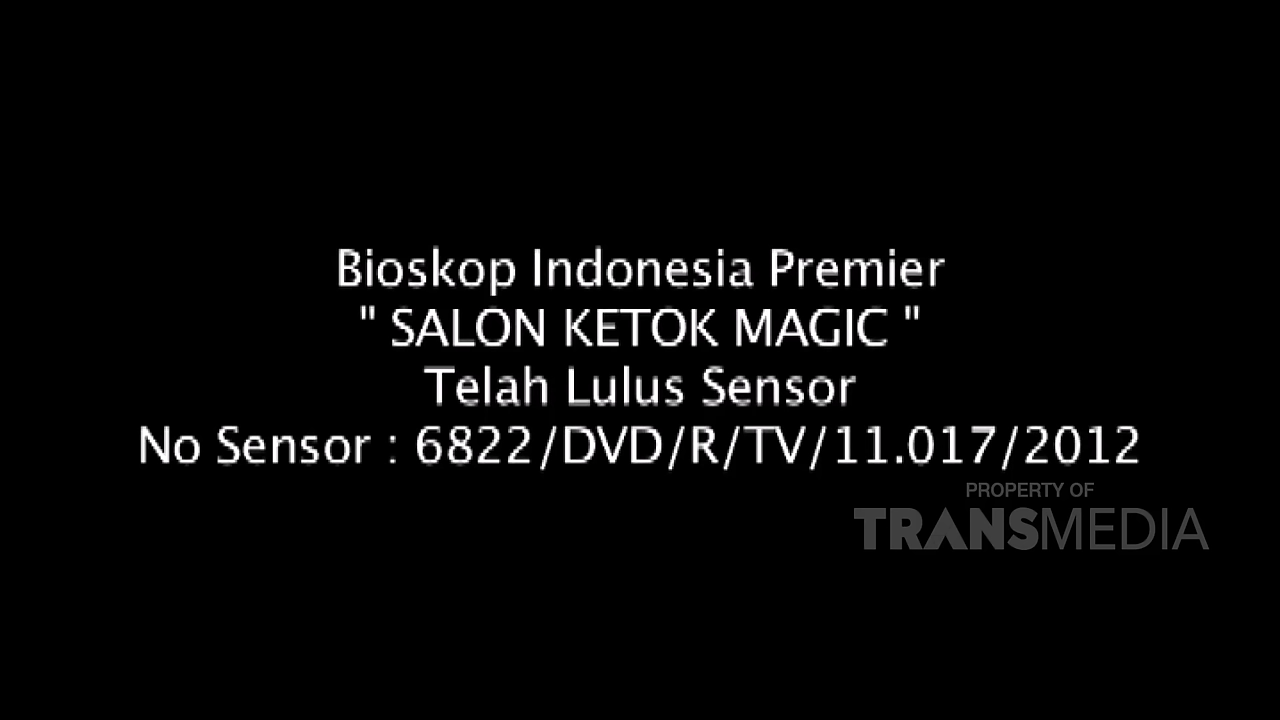 Bioskop Indonesia Premier
" SALON KETOK MAGIC "
Telah Lulus Sensor
No Sensor : 6822/DVD/R/TV/11.017/2012
PROPERTY OF
TRANSMEDIA